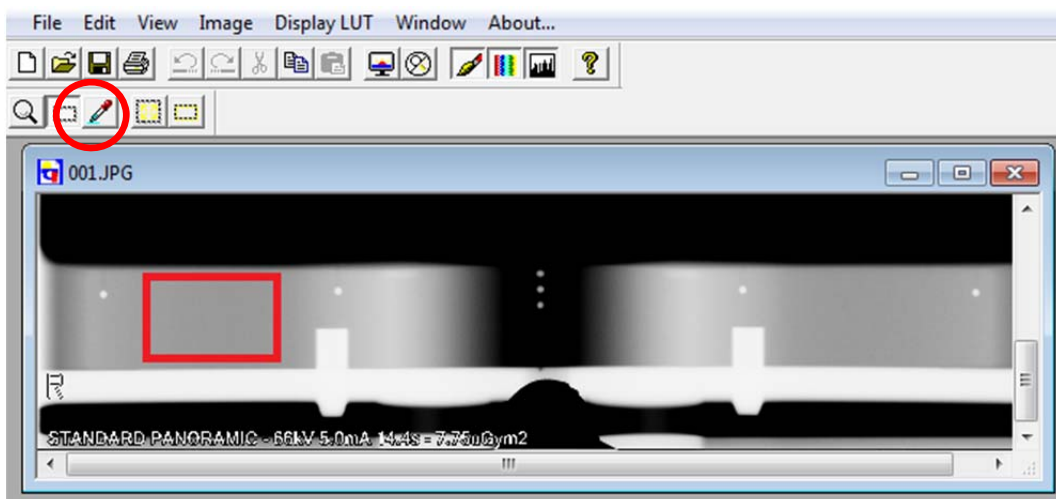 File Edit View Image Display LUT Window About...
001.JPG
R
STANDARD PANORAMIC - 66kV 5.0mA 14.4s = 7.75uGym2